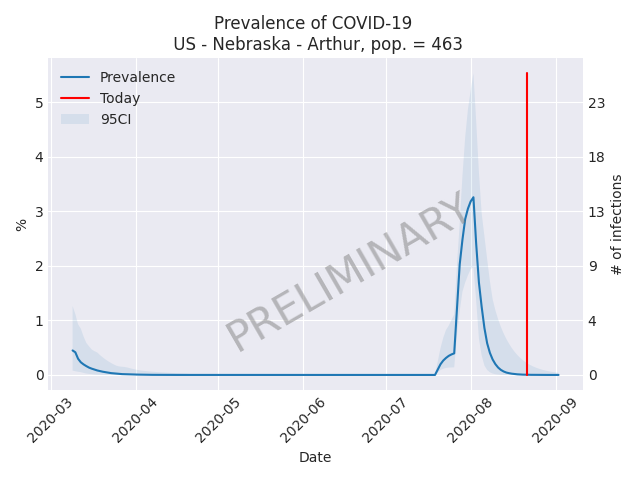 Prevalence of COVID-19
US - Nebraska - Arthur, pop. = 463
Prevalence
Today
95CI
5
4
3
2
1
0
%
23
18
13
9
4
0
# of infections
PRELIMINARY
2020-03
2020-04
2020-05
2020-06
2020-07
2020-08
2020-09
Date